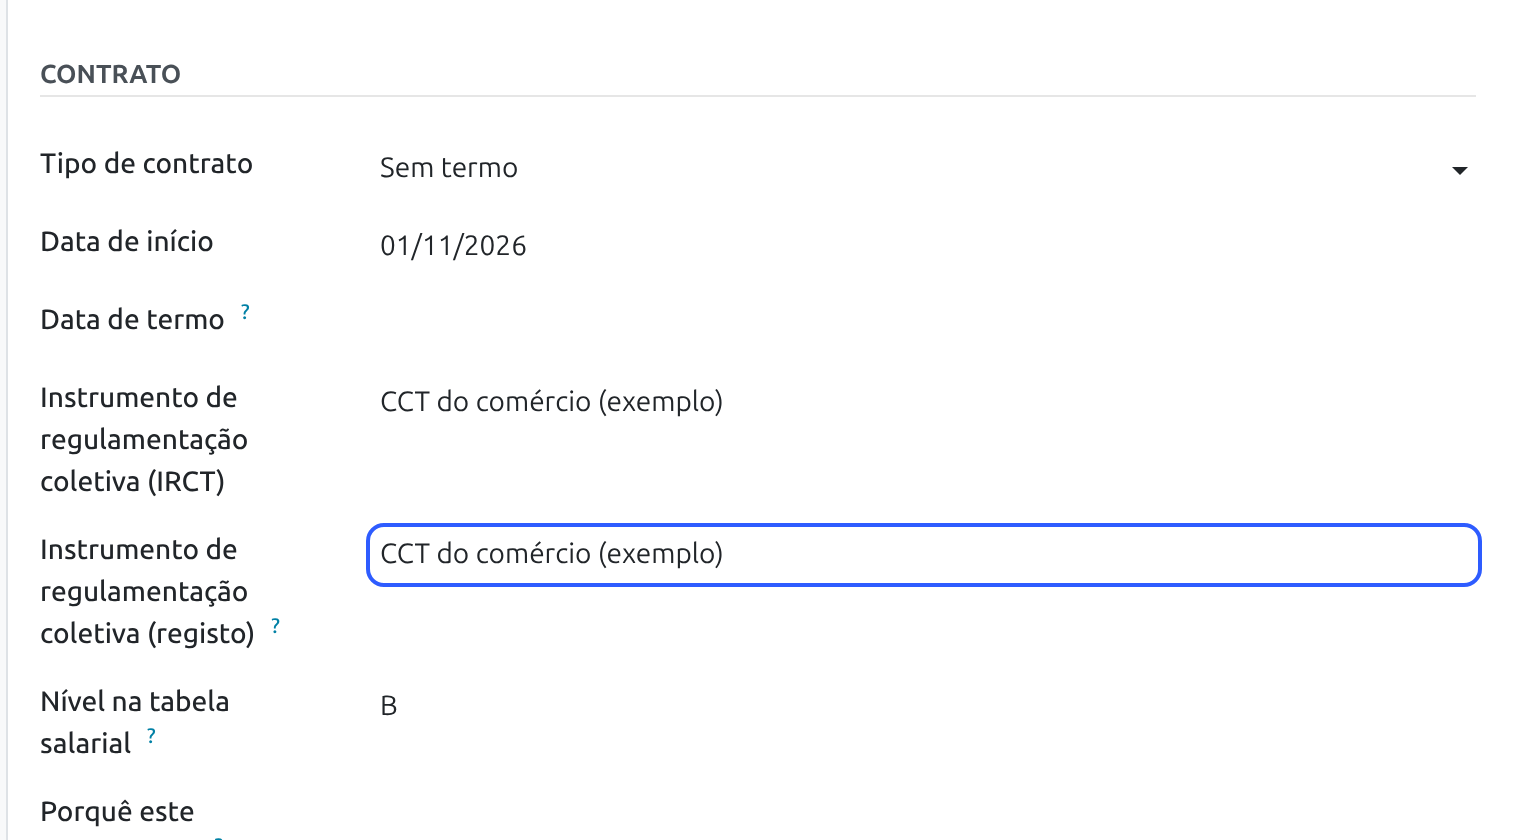 CONTRATO
Tipo de contrato
Sem termo
Data de início
01/11/2026
Data de termo ?
Instrumento de
regulamentação
coletiva (IRCT)
CCT do comércio (exemplo)
Instrumento de
regulamentação
coletiva (registo) ?
CCT do comércio (exemplo)
Nível na tabela
salarial ?
B
Porquê este